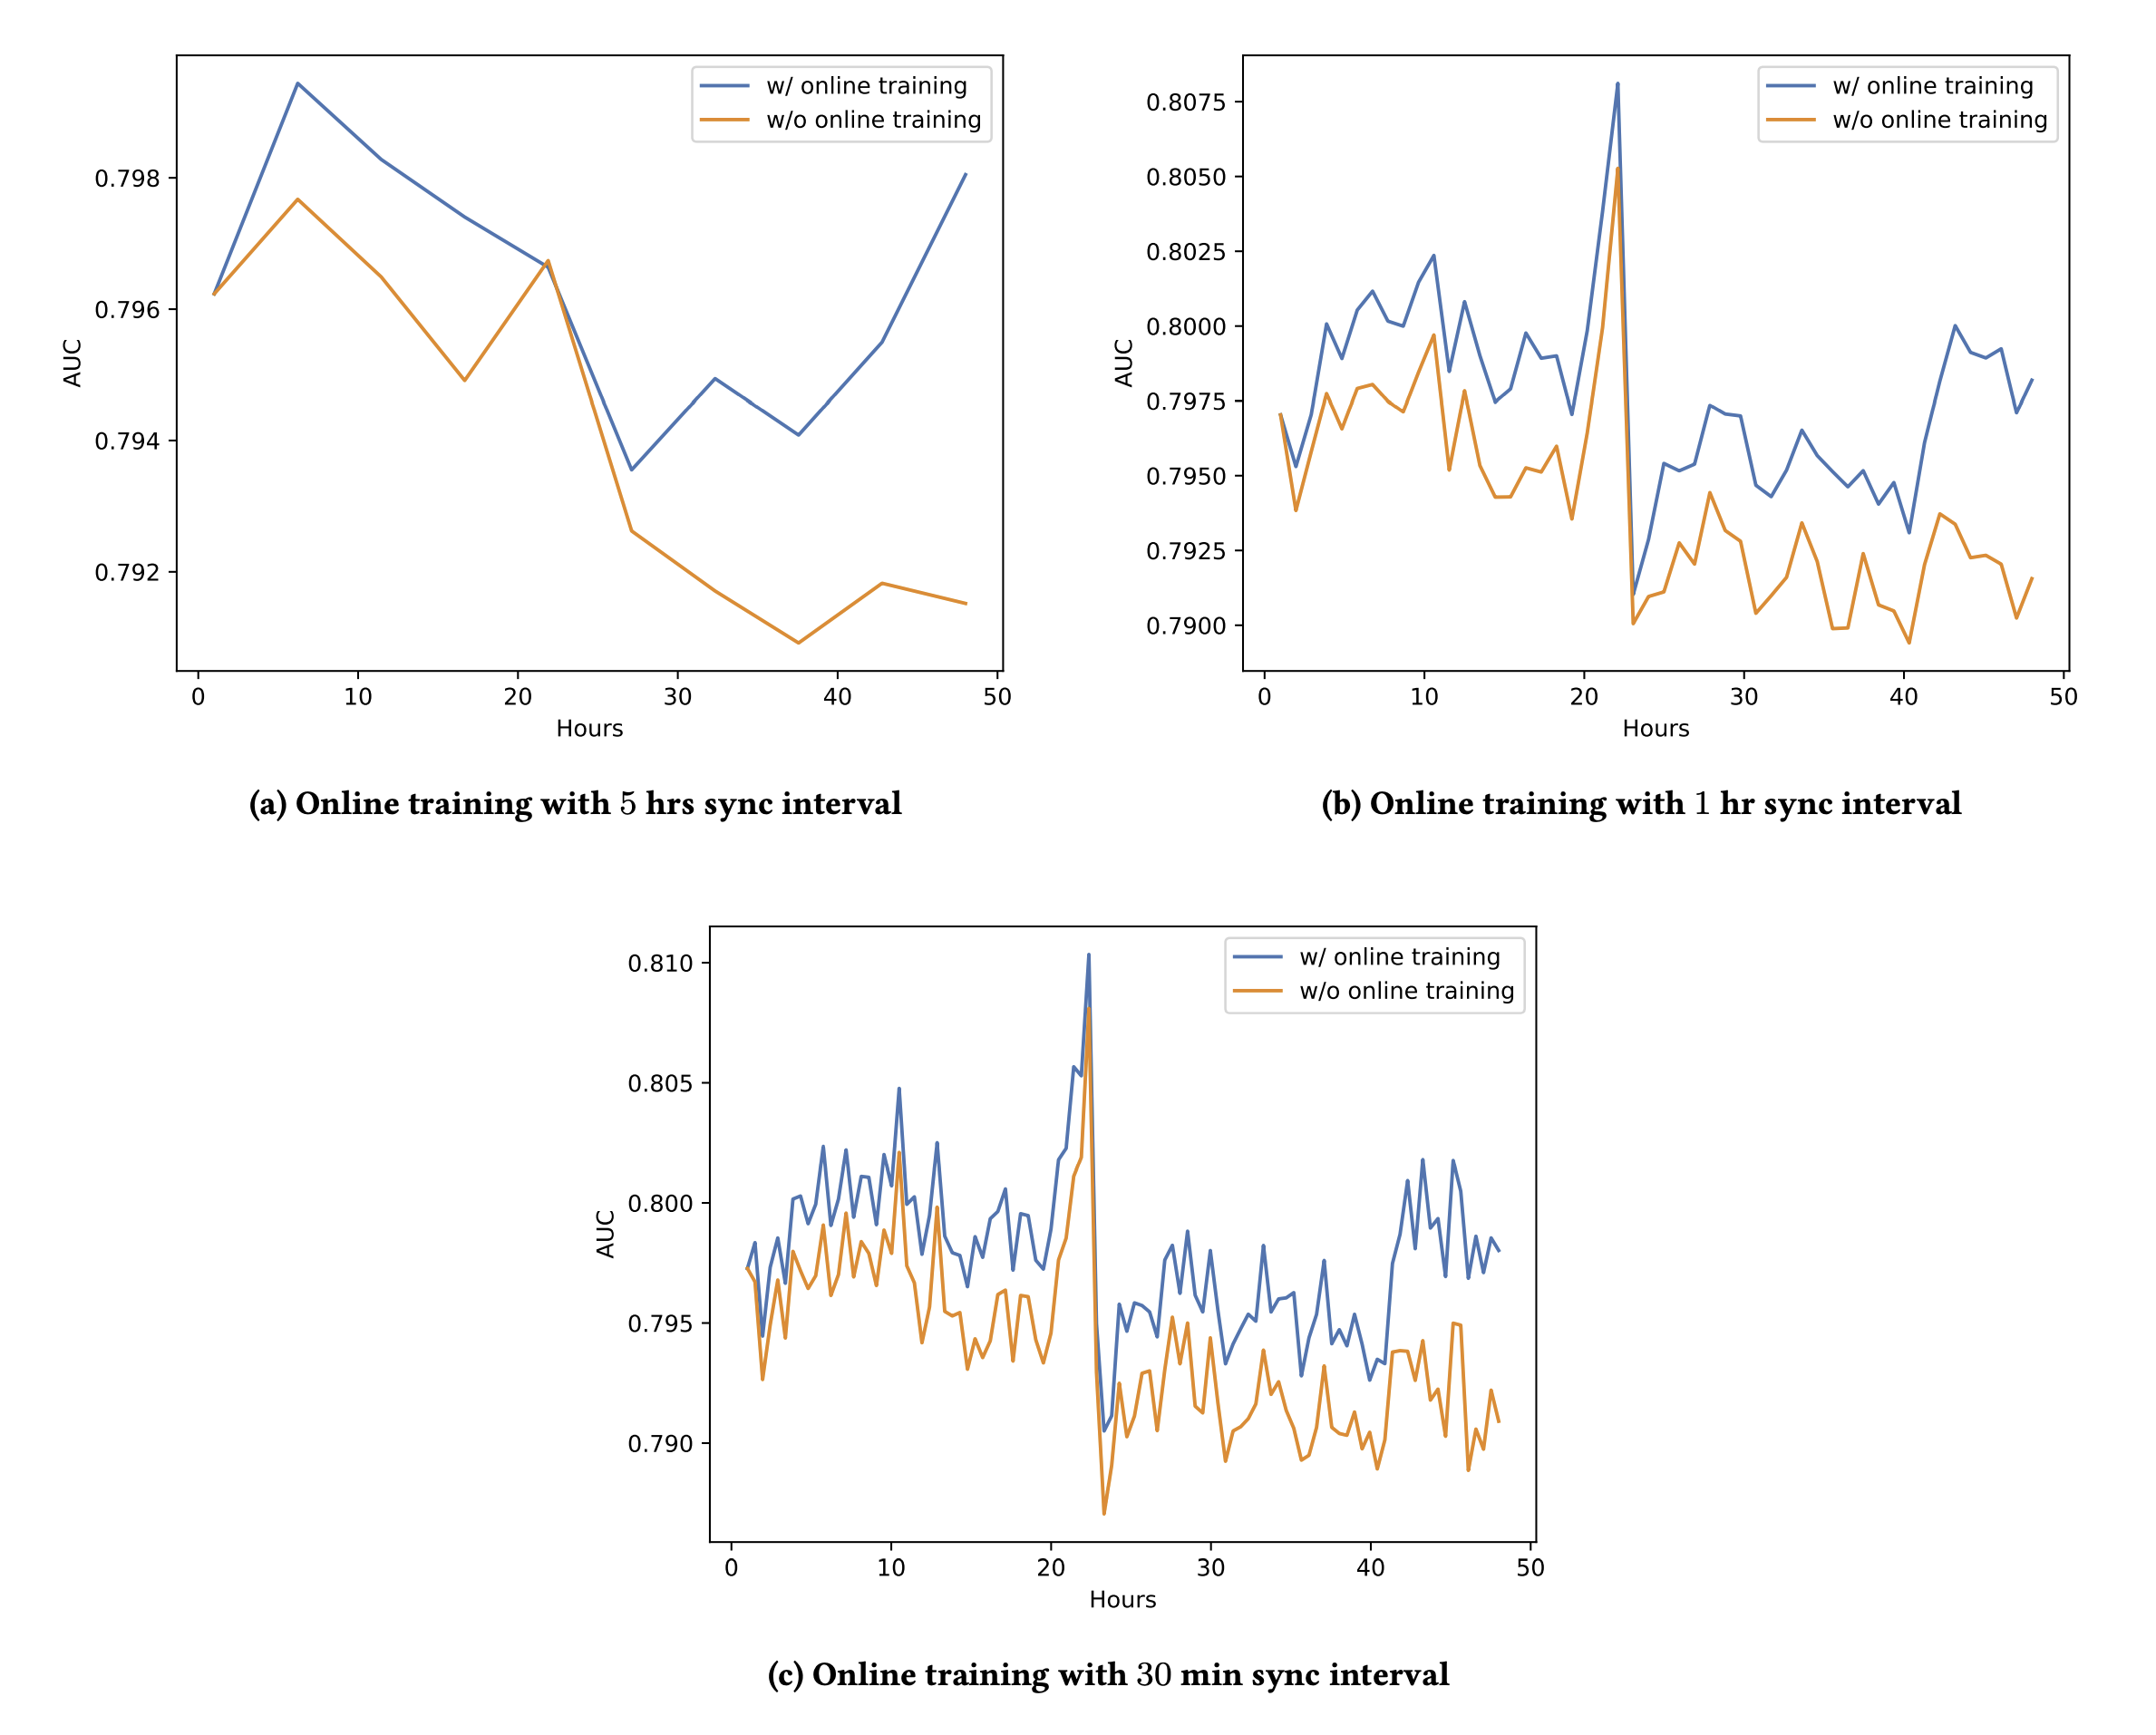 w/ online training
w/o online training
0.798
0.796
0.794
0.792
AUC
0 10 20 30 40 50
Hours
(a) Online training with 5 hrs sync interval
w/ online training
w/o online training
0.8075
0.8050
0.8025
0.8000
0.7975
0.7950
0.7925
0.7900
AUC
0 10 20 30 40 50
Hours
(b) Online training with 1 hr sync interval
w/ online training
w/o online training
0.810
0.805
0.800
0.795
0.790
AUC
0 10 20 30 40 50
Hours
(c) Online training with 30 min sync interval